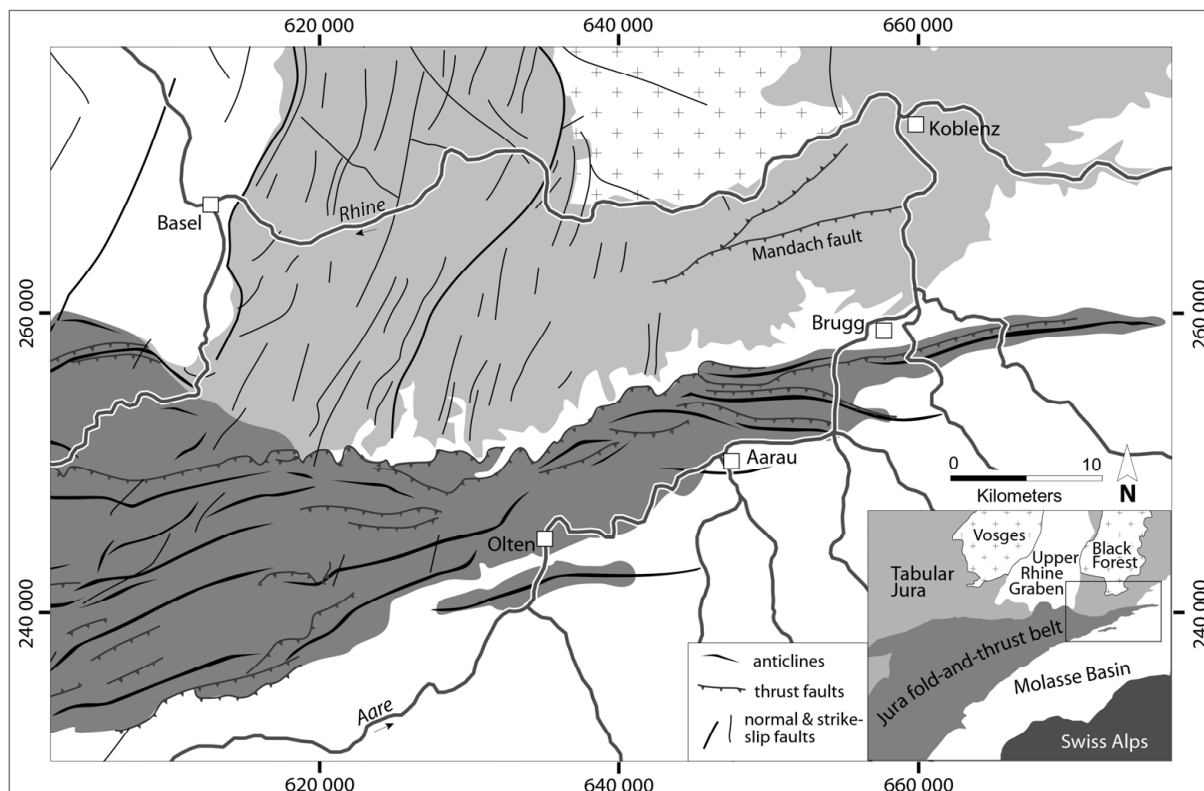 620 000
640 000
660 000
Koblenz
Basel
Rhine
Mandach fault
260 000
260 000
Brugg
Aarau
0
10
Kilometers
N
Olten
Vosges
Black
Forest
Upper
Rhine
Graben
Tabular
Jura
240 000
240 000
anticlines
Jura fold-and-thrust belt
Molasse Basin
thrust faults
Aare
normal & strike-
slip faults
Swiss Alps
620 000
640 000
660 000